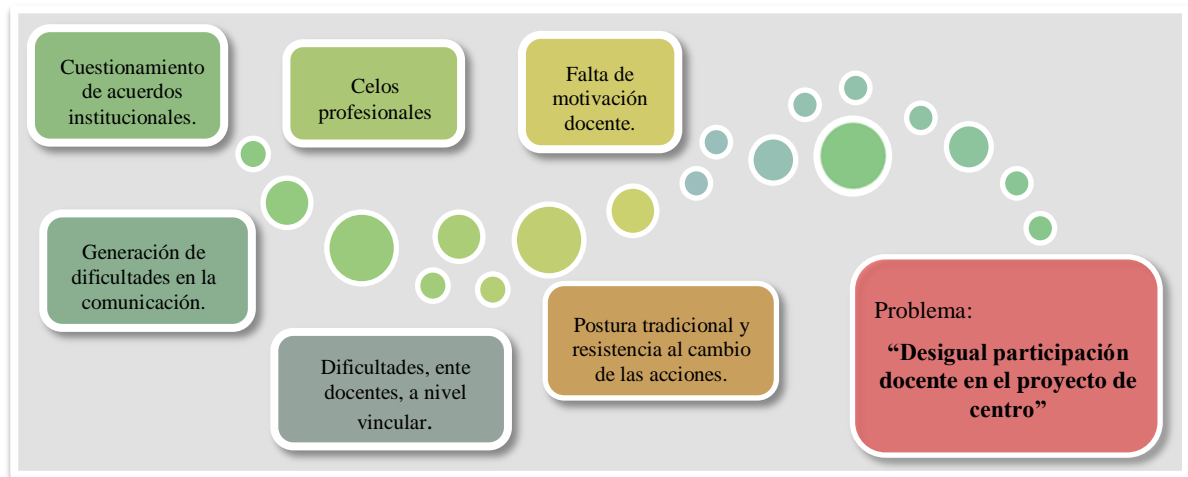 Cuestionamiento
de acuerdos
institucionales.
Celos
profesionales
Falta de
motivación
docente.
Generación de
dificultades en la
comunicación.
Dificultades, ente
docentes, a nivel
vincular.
Postura tradicional y
resistencia al cambio
de las acciones.
Problema:
“Desigual participación
docente en el proyecto de
centro”